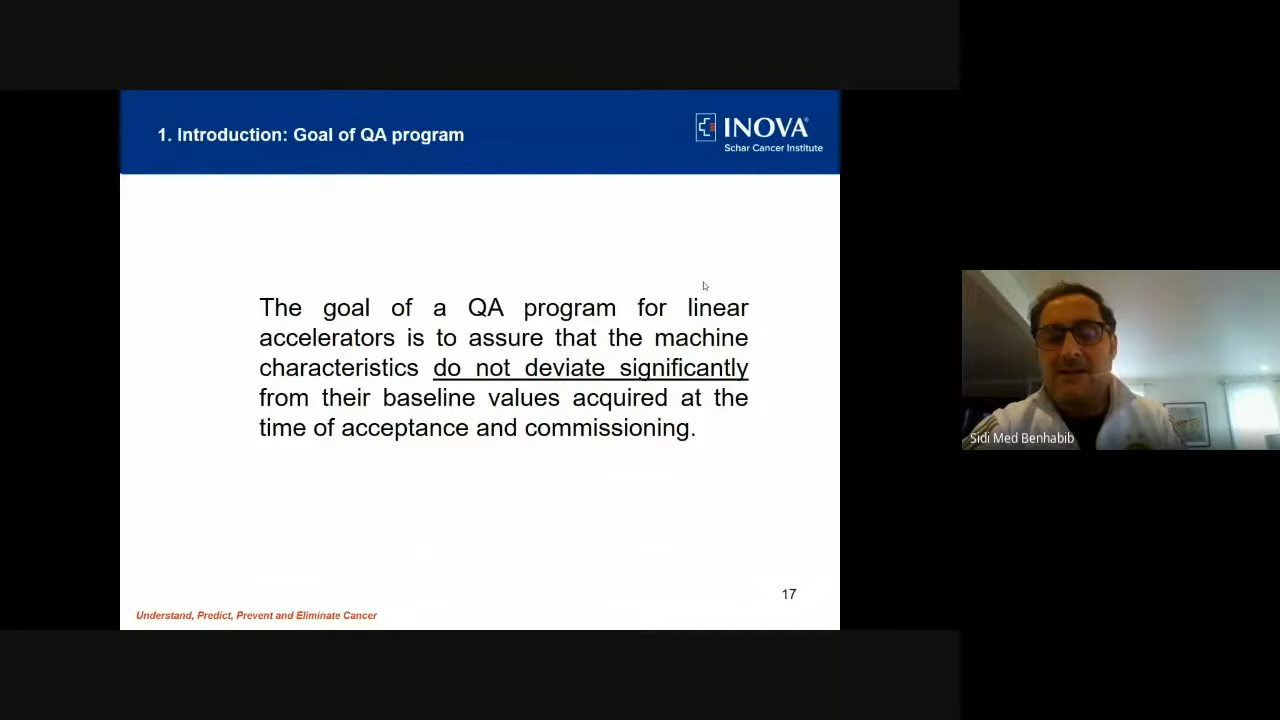 1. Introduction: Goal of QA program
INOVA®
Schar Cancer Institute
The goal of a QA program for linear
accelerators is to assure that the machine
characteristics do not deviate significantly
from their baseline values acquired at the
time of acceptance and commissioning.
17
Understand, Predict, Prevent and Eliminate Cancer
Sidi Med Benhabib